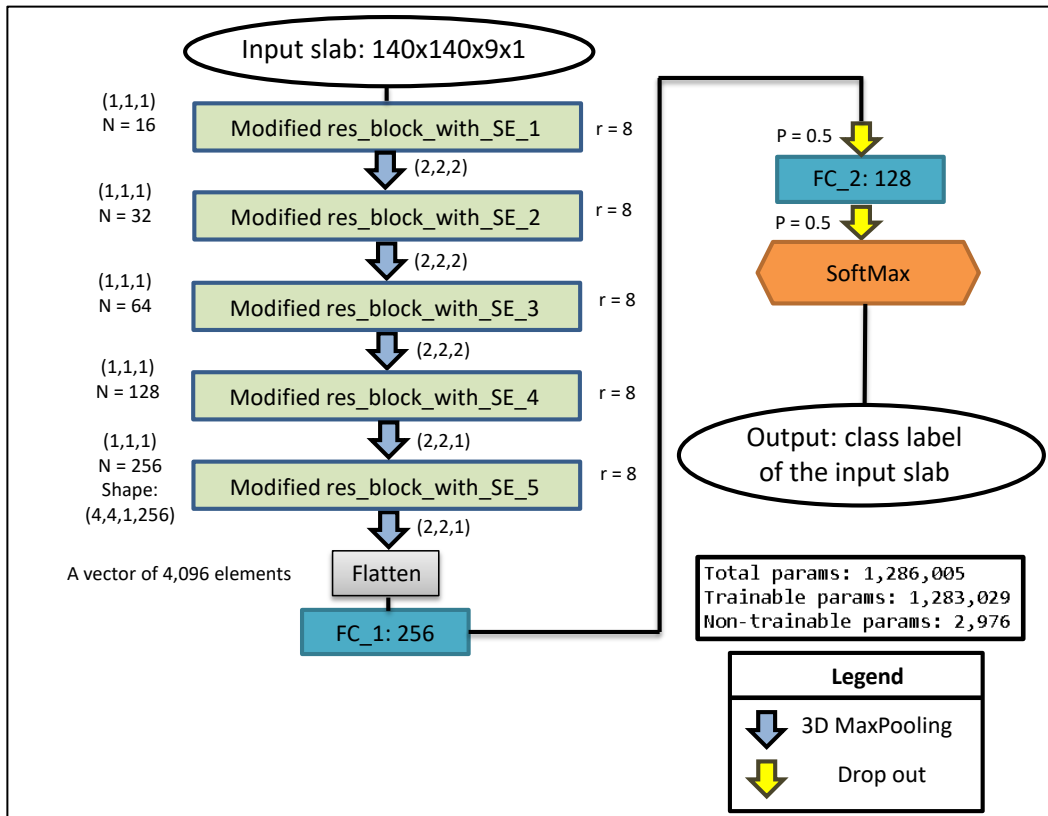 Input slab: 140x140x9x1
(1,1,1)
N = 16
Modified res_block_with_SE_1
r = 8
(2,2,2)
(1,1,1)
N = 32
Modified res_block_with_SE_2
r = 8
(2,2,2)
(1,1,1)
N = 64
Modified res_block_with_SE_3
r = 8
(2,2,2)
(1,1,1)
N = 128
Modified res_block_with_SE_4
r = 8
(2,2,1)
(1,1,1)
N = 256
Shape:
(4,4,1,256)
Modified res_block_with_SE_5
r = 8
(2,2,1)
A vector of 4,096 elements
Flatten
FC_1: 256
P = 0.5
FC_2: 128
P = 0.5
SoftMax
Output: class label
of the input slab
Total params: 1,286,005
Trainable params: 1,283,029
Non-trainable params: 2,976
Legend
3D MaxPooling
Drop out